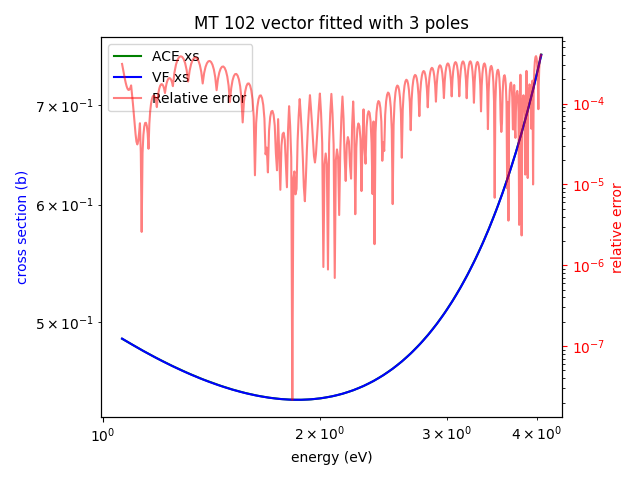 MT 102 vector fitted with 3 poles
ACE xs
VF xs
Relative error
7 × 10⁻¹
6 × 10⁻¹
5 × 10⁻¹
cross section (b)
10⁻⁴
10⁻⁵
10⁻⁶
10⁻⁷
relative error
10⁰
2 × 10⁰
3 × 10⁰
4 × 10⁰
energy (eV)